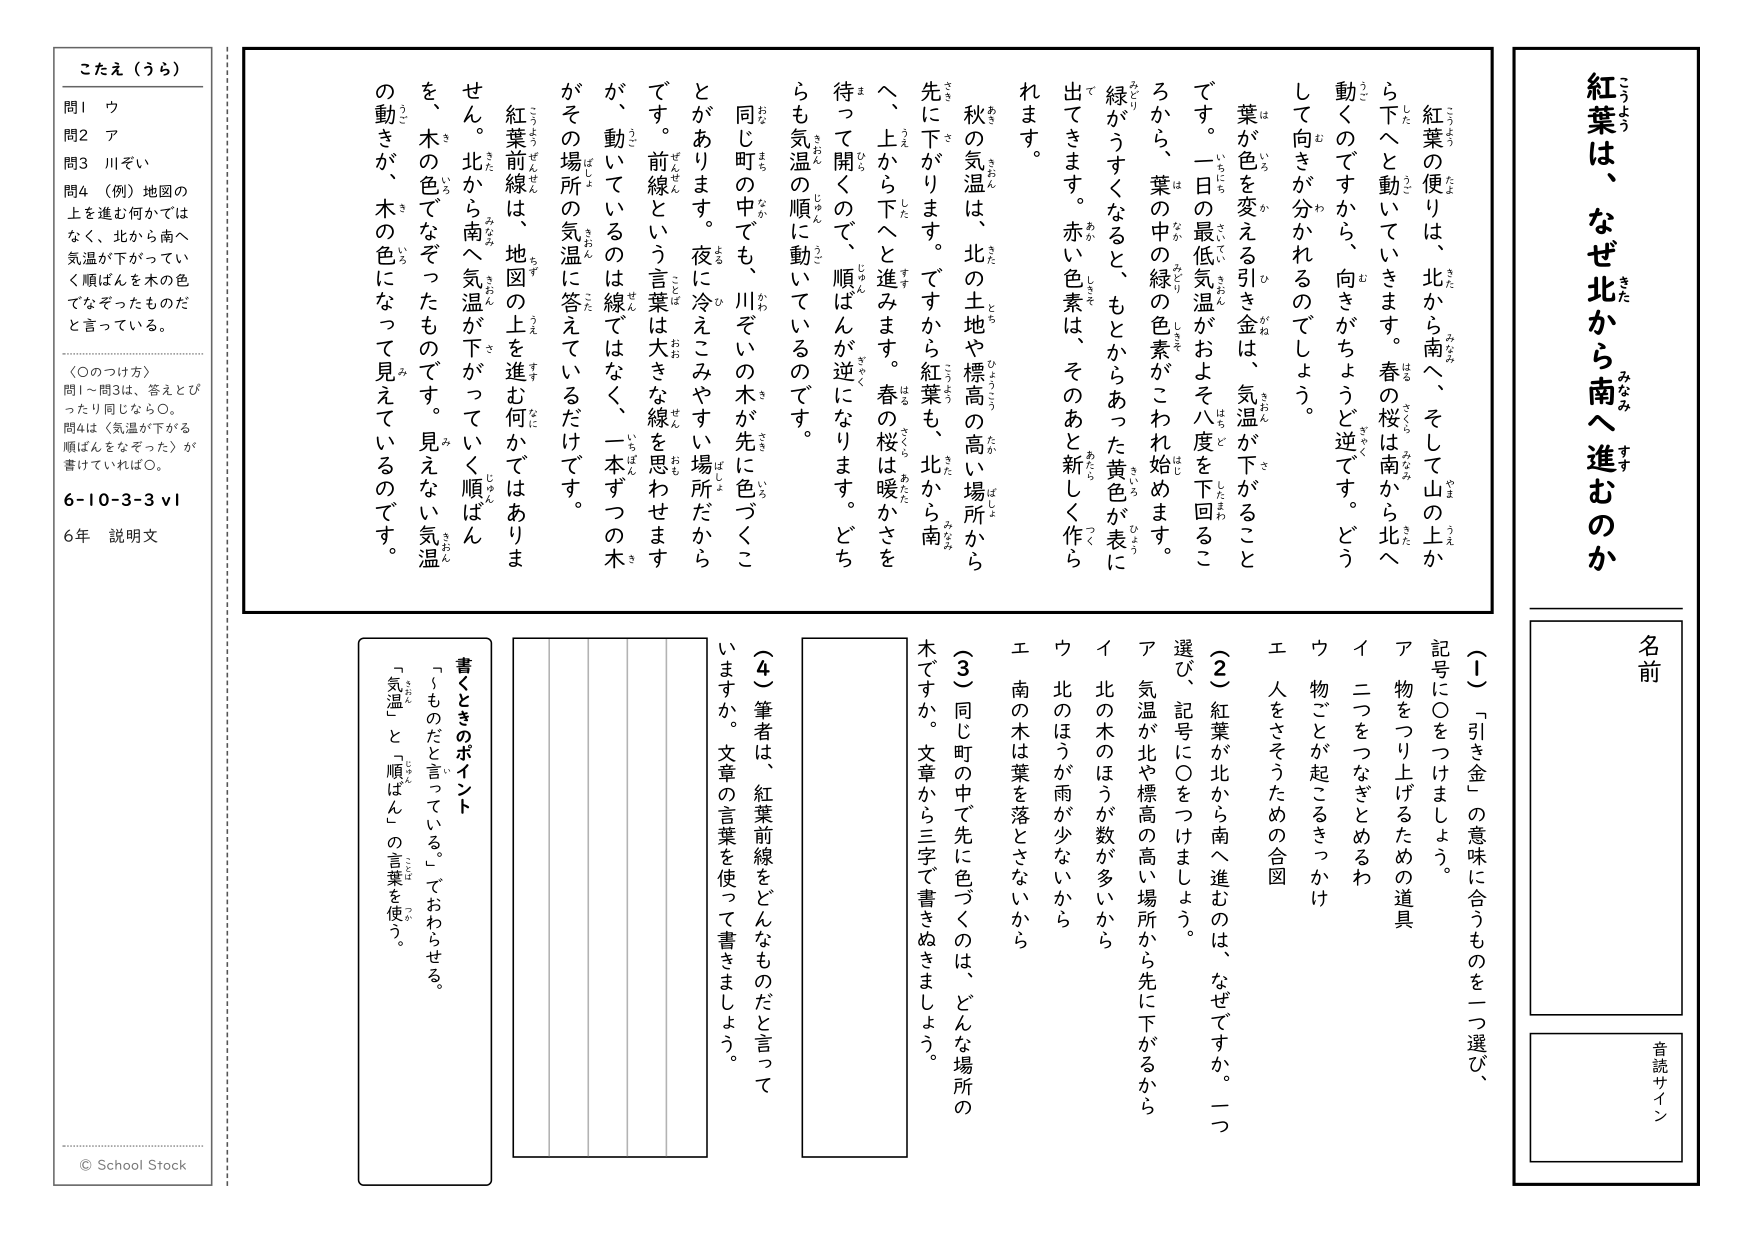 紅葉は、なぜ北から南へ進むのか
名前
音読サイン
紅葉の便りは、北から南へ、そして山の上か
ら下へと動いていきます。春の桜は南から北へ
動くのですから、向きがちょうど逆です。どう
して向きが分かれるのでしょう。
葉が色を変える引き金は、気温が下がること
です。一日の最低気温がおよそ八度を下回るこ
ろから、葉の中の緑の色素がこわれ始めます。
緑がうすくなると、もとからあった黄色が表に
出てきます。赤い色素は、そのあと新しく作ら
れます。
秋の気温は、北の土地や標高の高い場所から
先に下がります。ですから紅葉も、北から南
へ、上から下へと進みます。春の桜は暖かさを
待って開くので、順ばんが逆になります。どち
らも気温の順に動いているのです。
同じ町の中でも、川ぞいの木が先に色づくこ
とがあります。夜に冷えこみやすい場所だから
です。前線という言葉は大きな線を思わせます
が、動いているのは線ではなく、一本ずつの木
がその場所の気温に答えているだけです。
紅葉前線は、地図の上を進む何かではありま
せん。北から南へ気温が下がっていく順ばん
を、木の色でなぞったものです。見えない気温
の動きが、木の色になって見えているのです。
（1）「引き金」の意味に合うものを一つ選び、
記号に○をつけましょう。
ア　物をつり上げるための道具
イ　二つをつなぎとめるわ
ウ　物ごとが起こるきっかけ
エ　人をさそうための合図
（2）紅葉が北から南へ進むのは、なぜですか。一つ
選び、記号に○をつけましょう。
ア　気温が北や標高の高い場所から先に下がるから
イ　北の木のほうが数が多いから
ウ　北のほうが雨が少ないから
エ　南の木は葉を落とさないから
（3）同じ町の中で先に色づくのは、どんな場所の
木ですか。文章から三字で書きぬきましょう。
（4）筆者は、紅葉前線をどんなものだと言って
いますか。文章の言葉を使って書きましょう。
書くときのポイント
「～ものだと言っている。」でおわらせる。
「気温」と「順ばん」の言葉を使う。
こたえ（うら）
問1　ウ
問2　ア
問3　川ぞい
問4　（例）地図の
上を進む何かでは
なく、北から南へ
気温が下がってい
く順ばんを木の色
でなぞったものだ
と言っている。
〈○のつけ方〉
問1～問3は、答えとぴ
ったり同じなら○。
問4は〈気温が下がる
順ばんをなぞった〉が
書けていれば○。
6-10-3-3 v1
6年　説明文
© School Stock